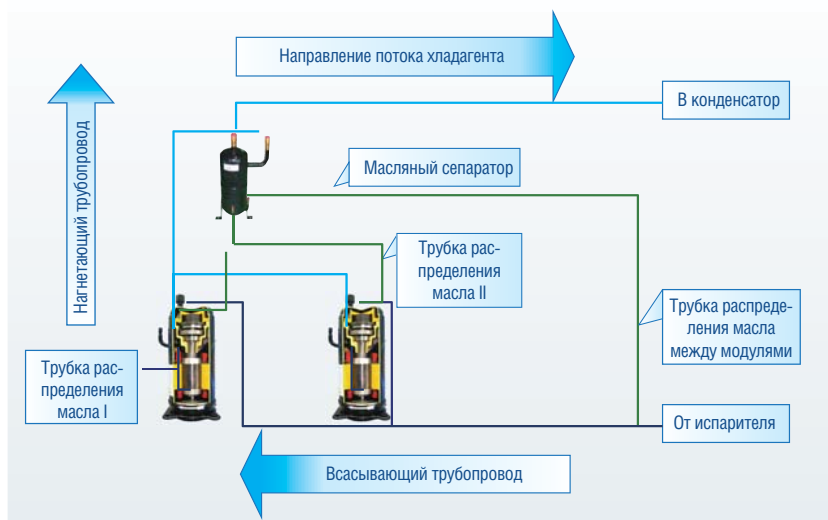 Направление потока хладагента
В конденсатор
Нагнетающий трубопровод
Масляный сепаратор
Трубка рас-
пределения
масла II
Трубка распреде-
ления масла
между модулями
Трубка рас-
пределения
масла I
От испарителя
Всасывающий трубопровод